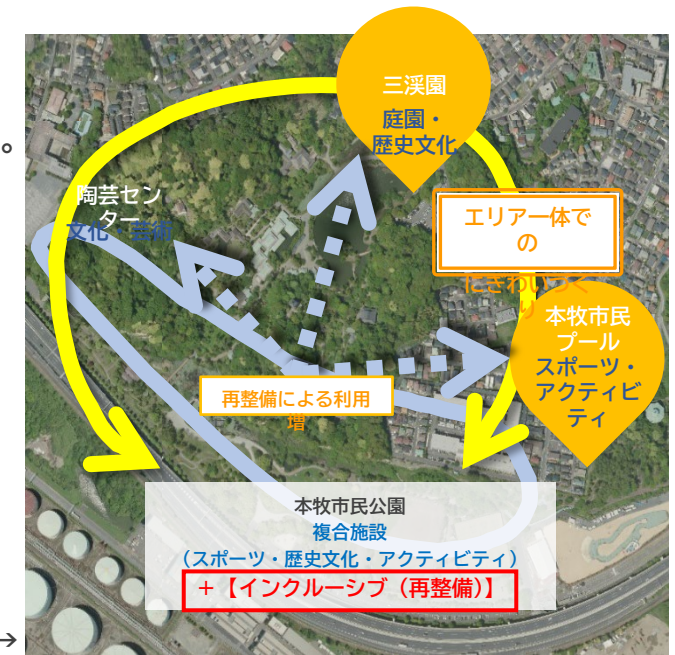 三渓園
庭園・
歴史文化
。
陶芸セン
ター
文化・芸術
エリア一体で
の
にぎわいづく
り
本牧市民
プール
スポーツ・
アクティビ
ティ
再整備による利用
増
本牧市民公園
複合施設
（スポーツ・歴史文化・アクティビティ）
＋【インクルーシブ（再整備）】
→